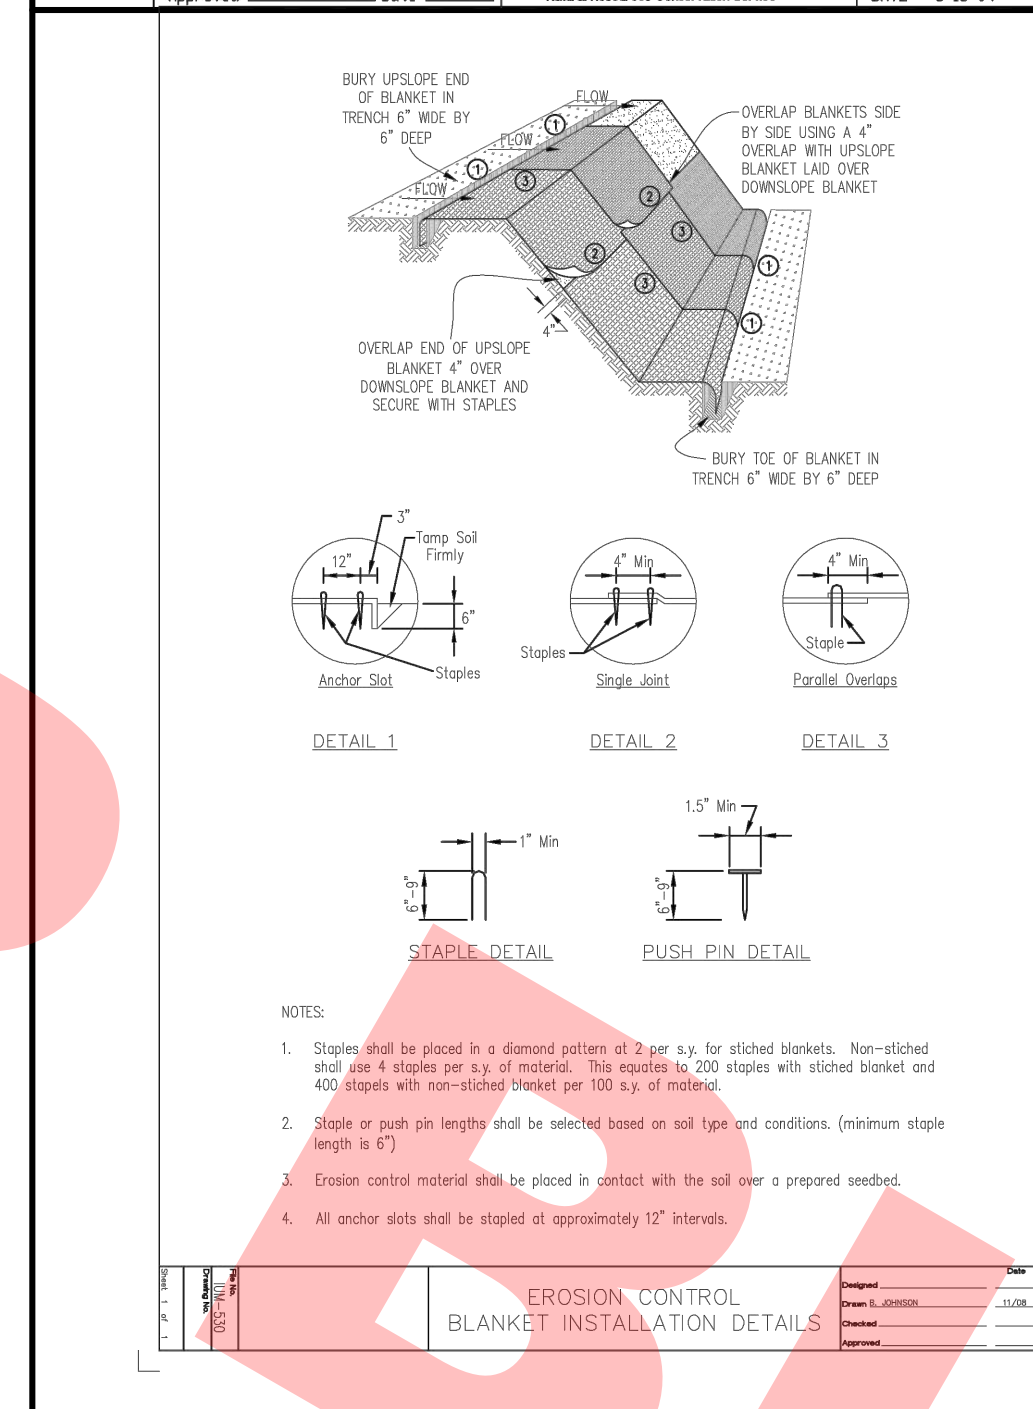 BURY UPSLOPE END
OF BLANKET IN
TRENCH 6" WIDE BY
6" DEEP
FLOW
FLOW
FLOW
1
1
3
2
2
3
3
1
1
OVERLAP BLANKETS SIDE
BY SIDE USING A 4"
OVERLAP WITH UPSLOPE
BLANKET LAID OVER
DOWNSLOPE BLANKET
4"
OVERLAP END OF UPSLOPE
BLANKET 4" OVER
DOWNSLOPE BLANKET AND
SECURE WITH STAPLES
BURY TOE OF BLANKET IN
TRENCH 6" WIDE BY 6" DEEP
3"
12"
Tamp Soil
Firmly
6"
Staples
Anchor Slot
DETAIL 1
4" Min
Staples
Single Joint
DETAIL 2
4" Min
Staple
Parallel Overlaps
DETAIL 3
1" Min
6"-9"
STAPLE DETAIL
1.5" Min
6"-9"
PUSH PIN DETAIL
NOTES:
1. Staples shall be placed in a diamond pattern at 2 per s.y. for stiched blankets. Non-stiched
shall use 4 staples per s.y. of material. This equates to 200 staples with stiched blanket and
400 stapels with non-stiched blanket per 100 s.y. of material.
2. Staple or push pin lengths shall be selected based on soil type and conditions. (minimum staple
length is 6")
3. Erosion control material shall be placed in contact with the soil over a prepared seedbed.
4. All anchor slots shall be stapled at approximately 12" intervals.
Sheet 1 of 1
Drawing No.
IUM-530
File No.
EROSION CONTROL
BLANKET INSTALLATION DETAILS
Date
Designed
Drawn B. JOHNSON 11/08
Checked
Approved